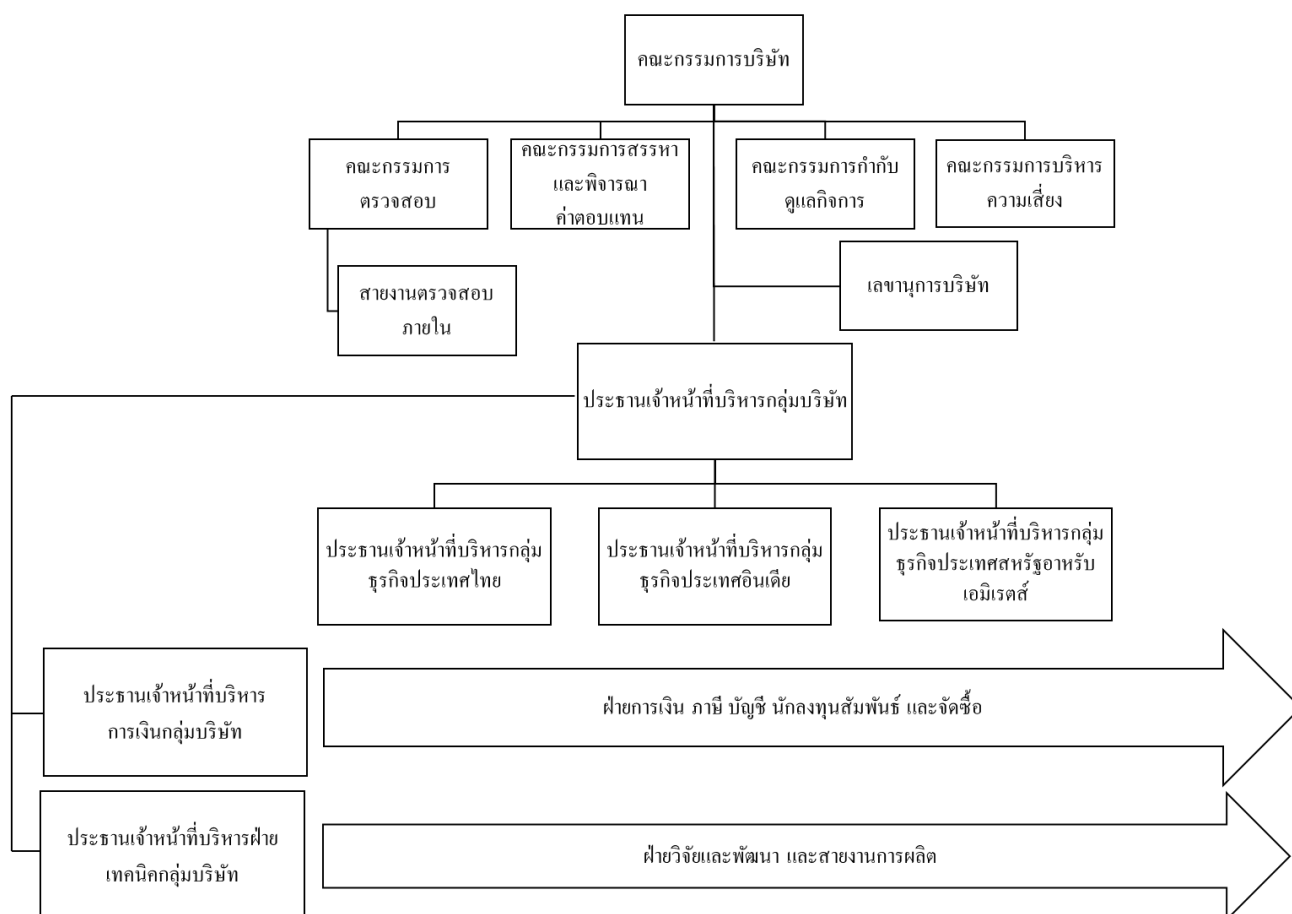 คณะกรรมการบริษัท
คณะกรรมการ
ตรวจสอบ
คณะกรรมการสรรหา
และพิจารณา
ค่าตอบแทน
คณะกรรมการกำกับ
ดูแลกิจการ
คณะกรรมการบริหาร
ความเสี่ยง
สายงานตรวจสอบ
ภายใน
เลขานุการบริษัท
ประธานเจ้าหน้าที่บริหารกลุ่มบริษัท
ประธานเจ้าหน้าที่บริหารกลุ่ม
ธุรกิจประเทศไทย
ประธานเจ้าหน้าที่บริหารกลุ่ม
ธุรกิจประเทศอินเดีย
ประธานเจ้าหน้าที่บริหารกลุ่ม
ธุรกิจประเทศสหรัฐอาหรับ
เอมิเรตส์
ประธานเจ้าหน้าที่บริหาร
การเงินกลุ่มบริษัท
ฝ่ายการเงิน ภาษี บัญชี นักลงทุนสัมพันธ์ และจัดซื้อ
ประธานเจ้าหน้าที่บริหารฝ่าย
เทคนิคกลุ่มบริษัท
ฝ่ายวิจัยและพัฒนา และสายงานการผลิต